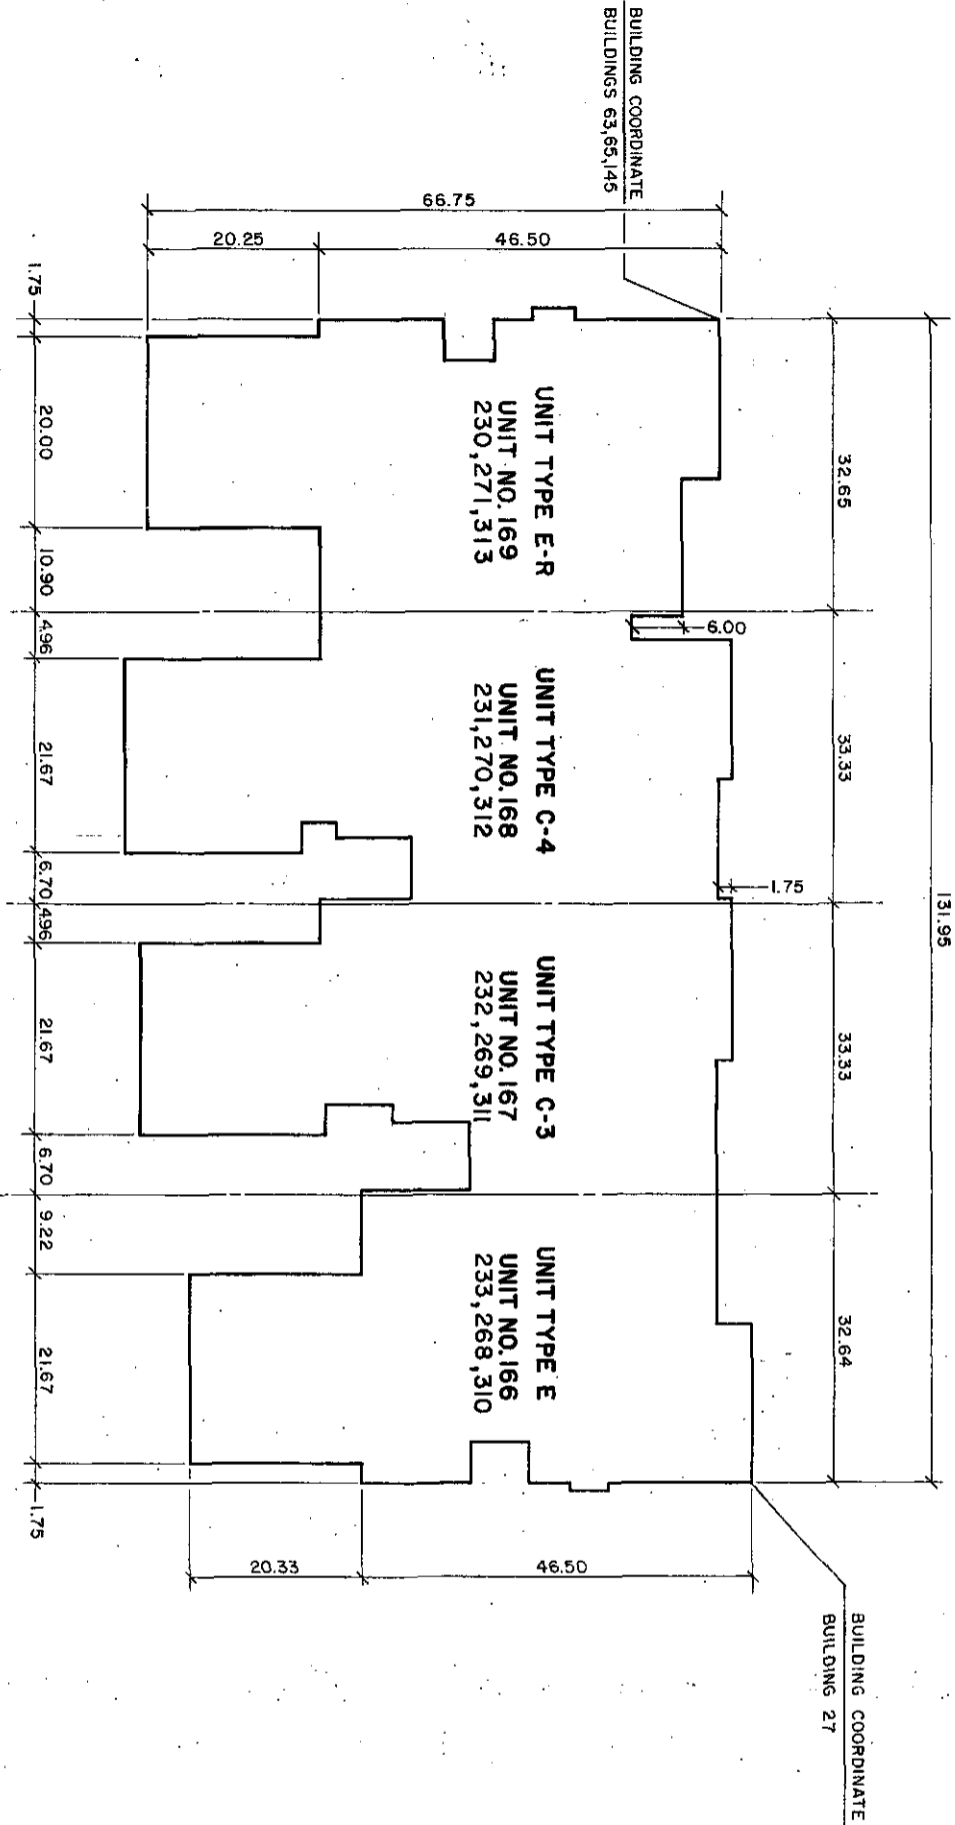 BUILDING COORDINATE
BUILDINGS 63,65,145
66.75
20.25
46.50
131.95
32.65
33.33
33.33
32.64
6.00
1.75
UNIT TYPE E-R
UNIT NO. 169
230,271,313
UNIT TYPE C-4
UNIT NO. 168
231,270,312
UNIT TYPE C-3
UNIT NO. 167
232,269,311
UNIT TYPE E
UNIT NO. 166
233,268,310
1.75
20.00
10.90
4.96
21.67
6.70
4.96
21.67
6.70
9.22
21.67
1.75
20.33
46.50
BUILDING COORDINATE
BUILDING 27